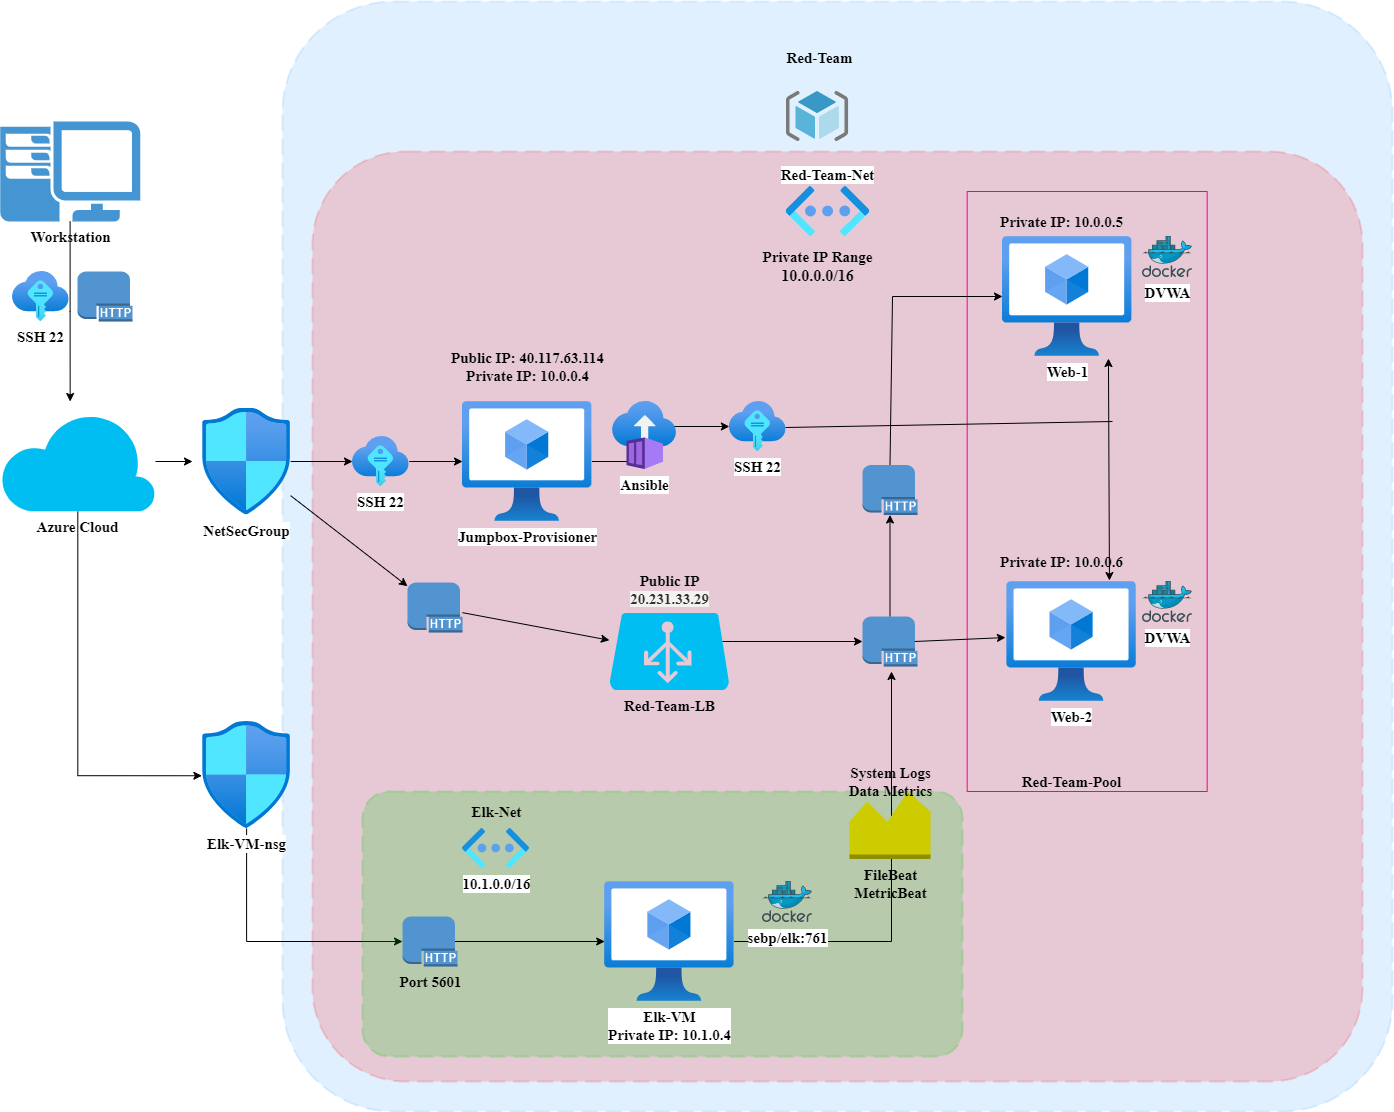 Red-Team
Red-Team-Net
Private IP Range
10.0.0.0/16
Workstation
SSH 22
HTTP
Azure Cloud
NetSecGroup
SSH 22
Public IP: 40.117.63.114
Private IP: 10.0.0.4
Jumpbox-Provisioner
Ansible
SSH 22
HTTP
Private IP: 10.0.0.5
docker
DVWA
Web-1
HTTP
Public IP
20.231.33.29
Red-Team-LB
HTTP
Private IP: 10.0.0.6
docker
DVWA
Web-2
Red-Team-Pool
Elk-VM-nsg
Elk-Net
10.1.0.0/16
HTTP
Port 5601
Elk-VM
Private IP: 10.1.0.4
docker
sebp/elk:761
System Logs
Data Metrics
FileBeat
MetricBeat